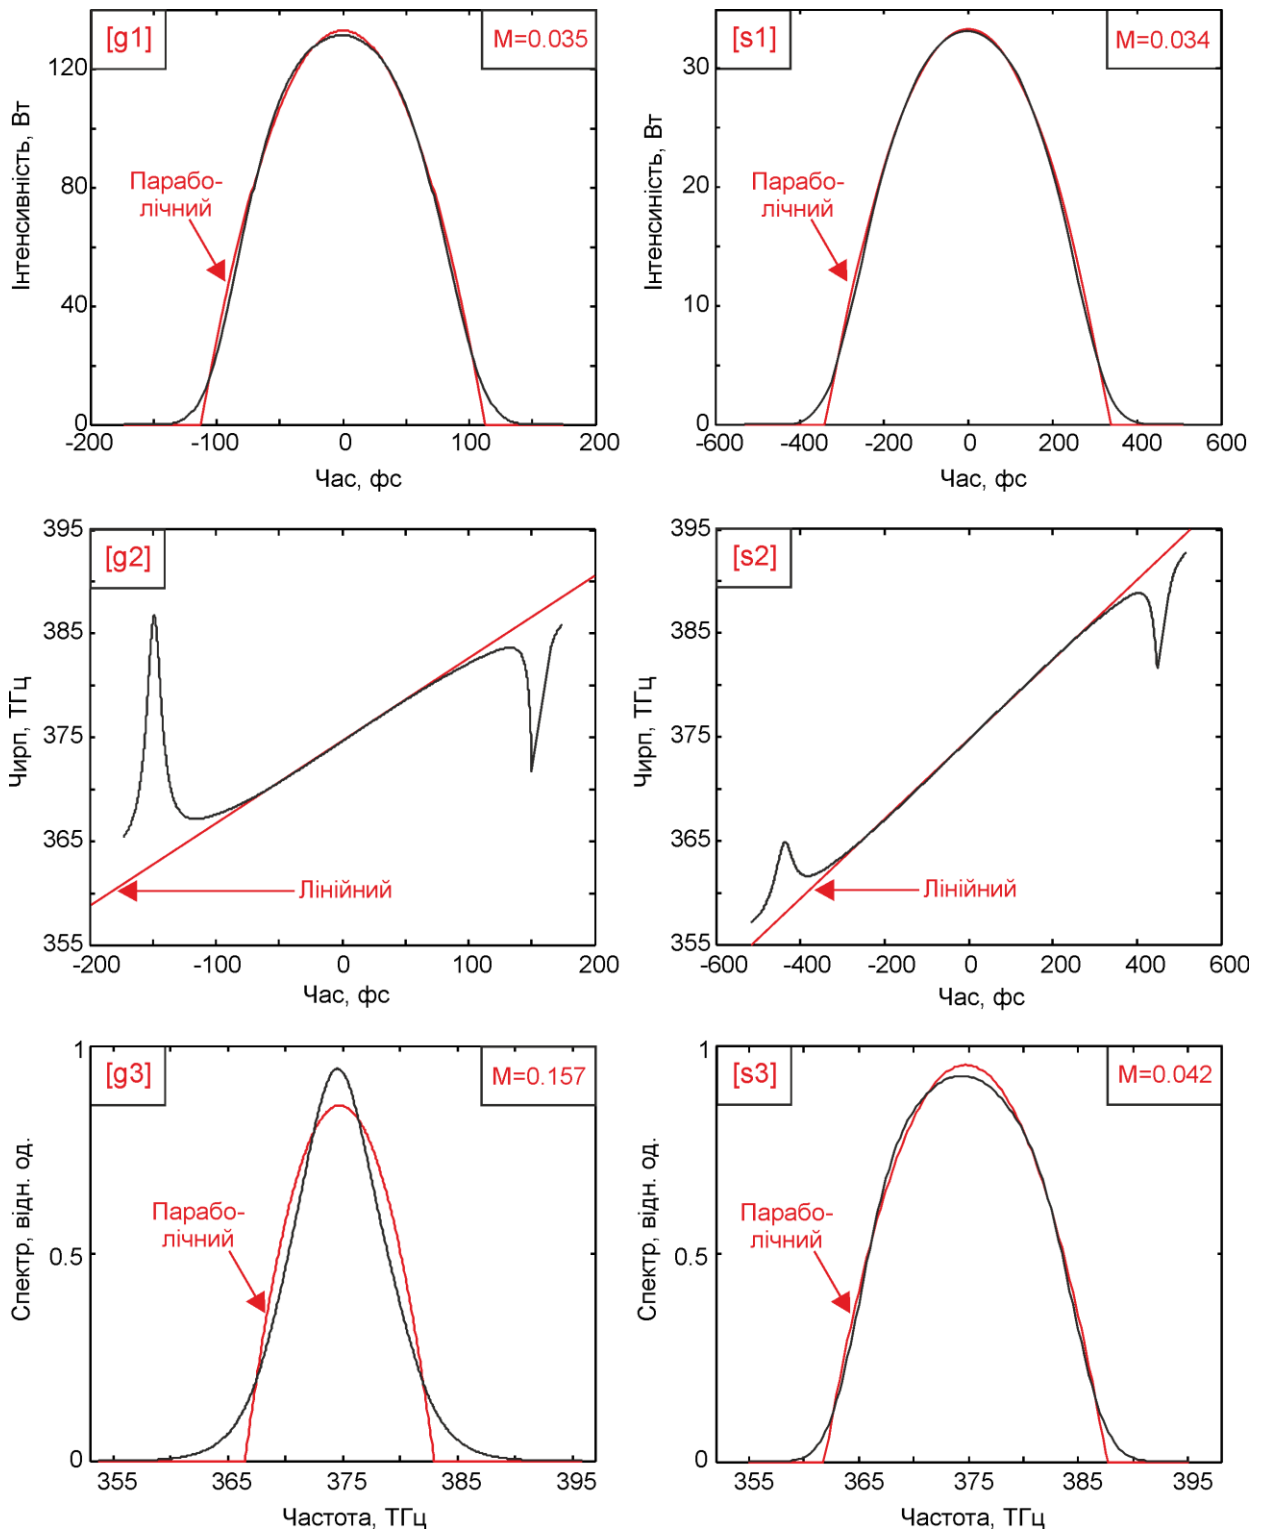 [g1]
M=0.035
120
80
40
0
Інтенсивність, Вт
Парабо-
лічний
-200
-100
0
100
200
Час, фс
[s1]
M=0.034
30
20
10
0
Інтенсиність, Вт
Парабо-
лічний
-600
-400
-200
0
200
400
600
Час, фс
[g2]
395
385
375
365
355
Чирп, ТГц
Лінійний
-200
-100
0
100
200
Час, фс
[s2]
395
385
375
365
355
Чирп, ТГц
Лінійний
-600
-400
-200
0
200
400
600
Час, фс
[g3]
M=0.157
1
0.5
0
Спектр, відн. од.
Парабо-
лічний
355
365
375
385
395
Частота, ТГц
[s3]
M=0.042
1
0.5
0
Спектр, відн. од.
Парабо-
лічний
355
365
375
385
395
Частота, ТГц